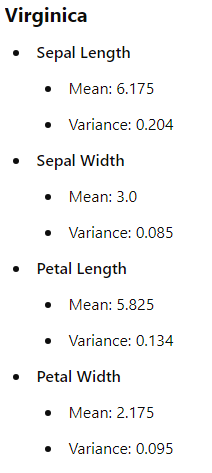 Virginica
Sepal Length
Mean: 6.175
Variance: 0.204
Sepal Width
Mean: 3.0
Variance: 0.085
Petal Length
Mean: 5.825
Variance: 0.134
Petal Width
Mean: 2.175
Variance: 0.095